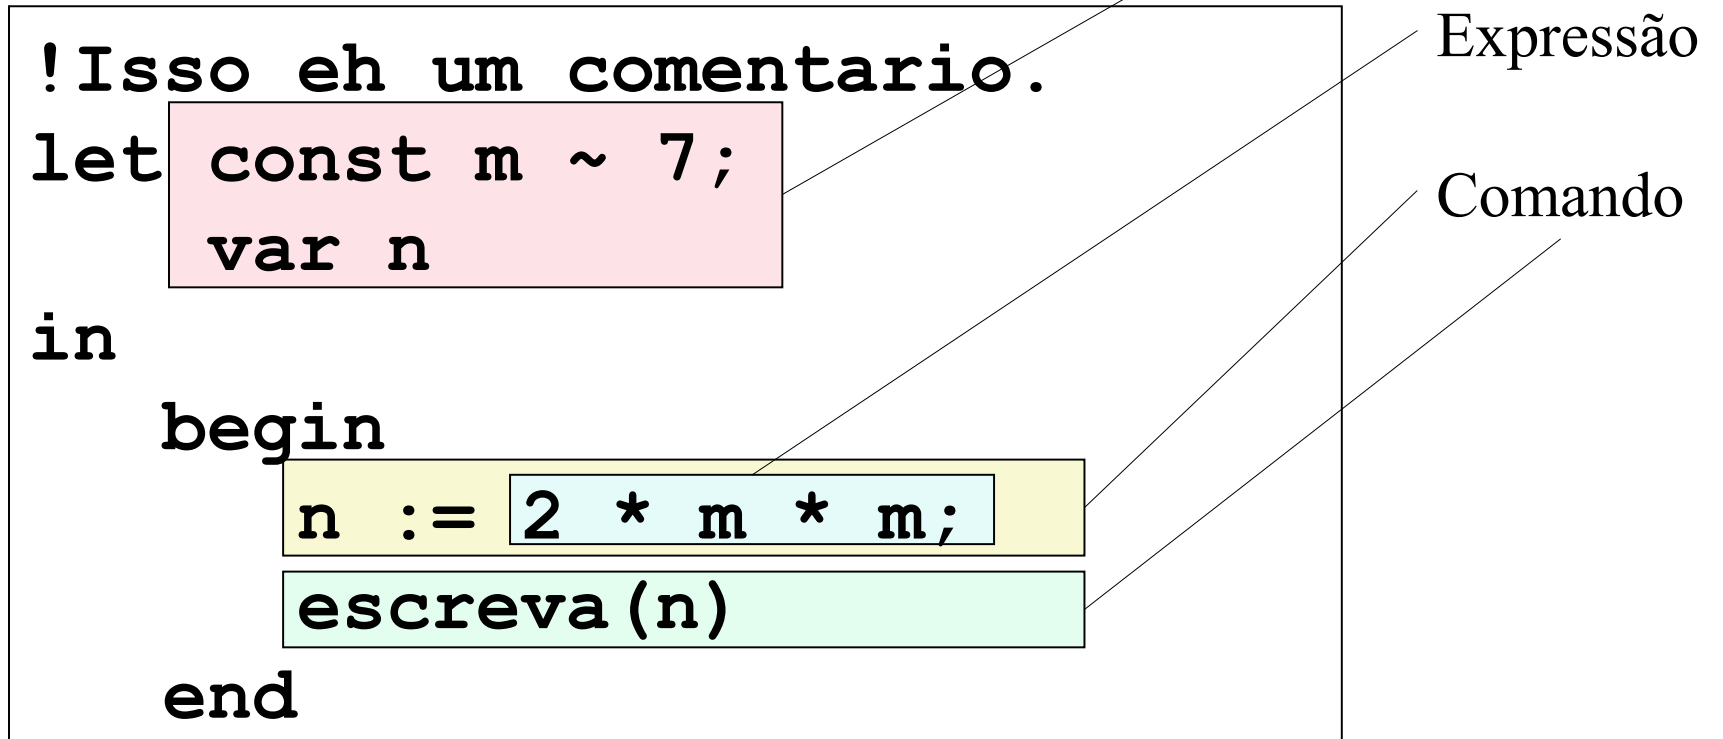 !Isso eh um comentario.
let const m ~ 7;
var n
in
begin
n := 2 * m * m;
escreva(n)
end
Expressão
Comando